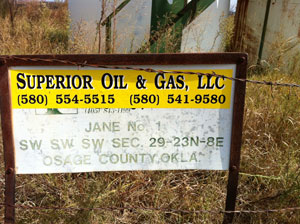 SUPERIOR OIL & GAS, LLC
(580) 554-5515 (580) 541-9580
JANE No. 1
SW SW SW SEC. 29-23N-8E
OSAGE COUNTY, OKLA.